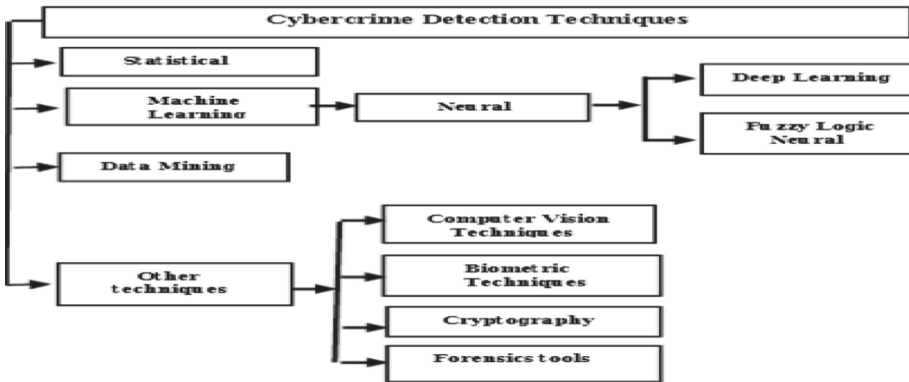 Cybercrime Detection Techniques
Statistical
Machine
Learning
Neural
Deep Learning
Fuzzy Logic
Neural
Data Mining
Other
techniques
Computer Vision
Techniques
Biometric
Techniques
Cryptography
Forensics tools